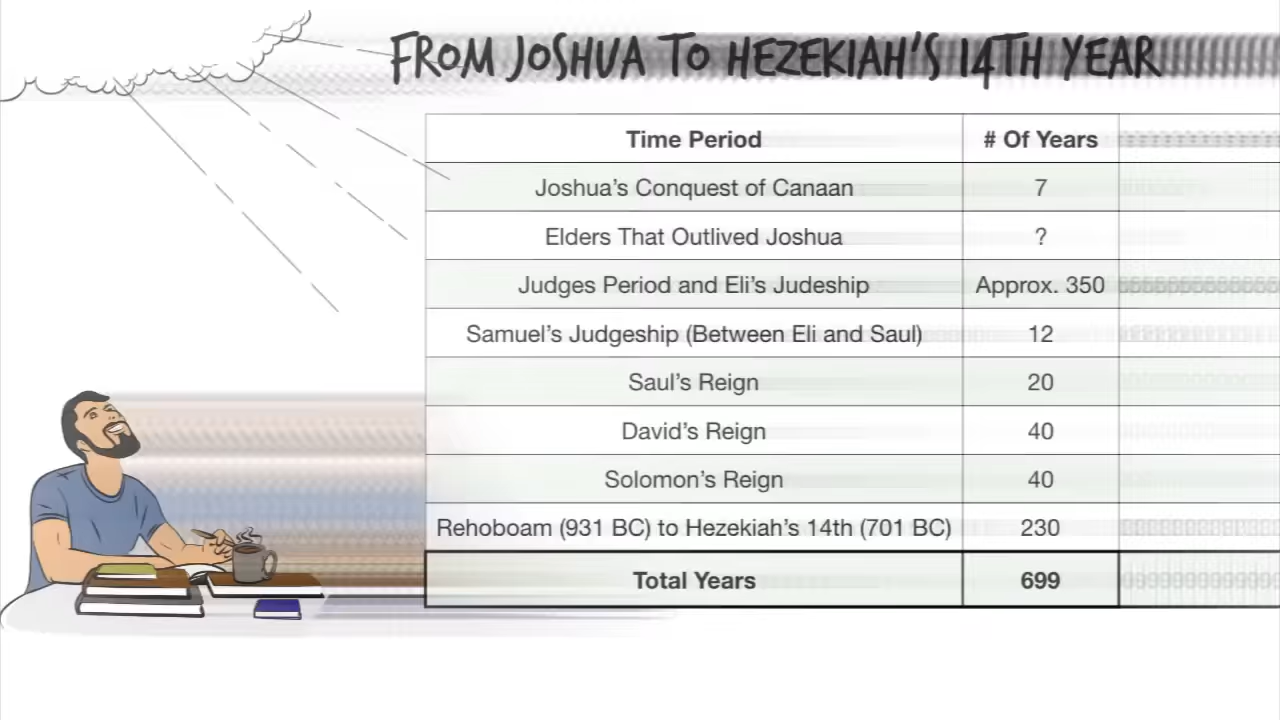 FROM JOSHUA TO HEZEKIAH'S 14TH YEAR
Time Period # Of Years
Joshua's Conquest of Canaan 7
Elders That Outlived Joshua ?
Judges Period and Eli's Judeship Approx. 350
Samuel's Judgeship (Between Eli and Saul) 12
Saul's Reign 20
David's Reign 40
Solomon's Reign 40
Rehoboam (931 BC) to Hezekiah's 14th (701 BC) 230
Total Years 699